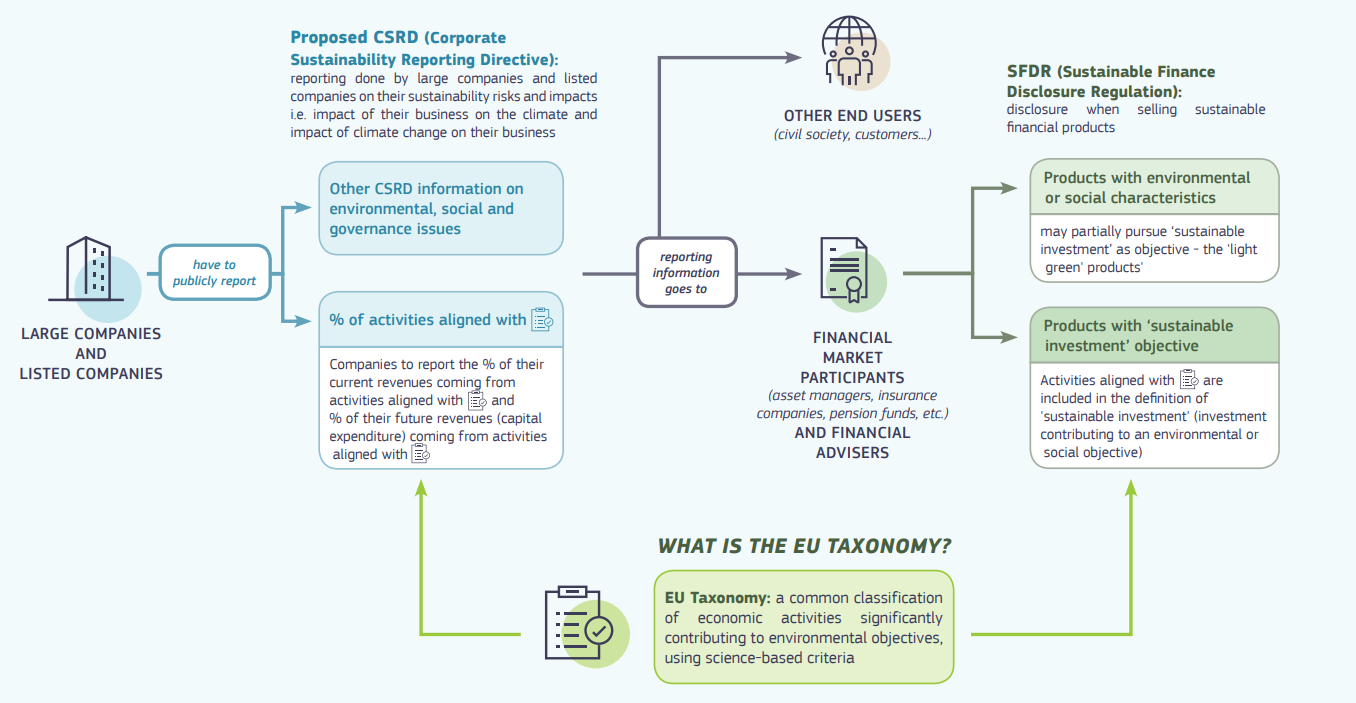 Proposed CSRD (Corporate
Sustainability Reporting Directive):
reporting done by large companies and listed
companies on their sustainability risks and impacts
i.e. impact of their business on the climate and
impact of climate change on their business
LARGE COMPANIES
AND
LISTED COMPANIES
have to
publicly report
Other CSRD information on
environmental, social and
governance issues
% of activities aligned with
Companies to report the % of their
current revenues coming from
activities aligned with and
% of their future revenues (capital
expenditure) coming from activities
aligned with
reporting
information
goes to
OTHER END USERS
(civil society, customers...)
FINANCIAL
MARKET
PARTICIPANTS
(asset managers, insurance
companies, pension funds, etc.)
AND FINANCIAL
ADVISERS
SFDR (Sustainable Finance
Disclosure Regulation):
disclosure when selling sustainable
financial products
Products with environmental
or social characteristics
may partially pursue ‘sustainable
investment’ as objective - the 'light
green' products'
Products with ‘sustainable
investment’ objective
Activities aligned with are
included in the definition of
'sustainable investment' (investment
contributing to an environmental or
social objective)
WHAT IS THE EU TAXONOMY?
EU Taxonomy: a common classification
of economic activities significantly
contributing to environmental objectives,
using science-based criteria